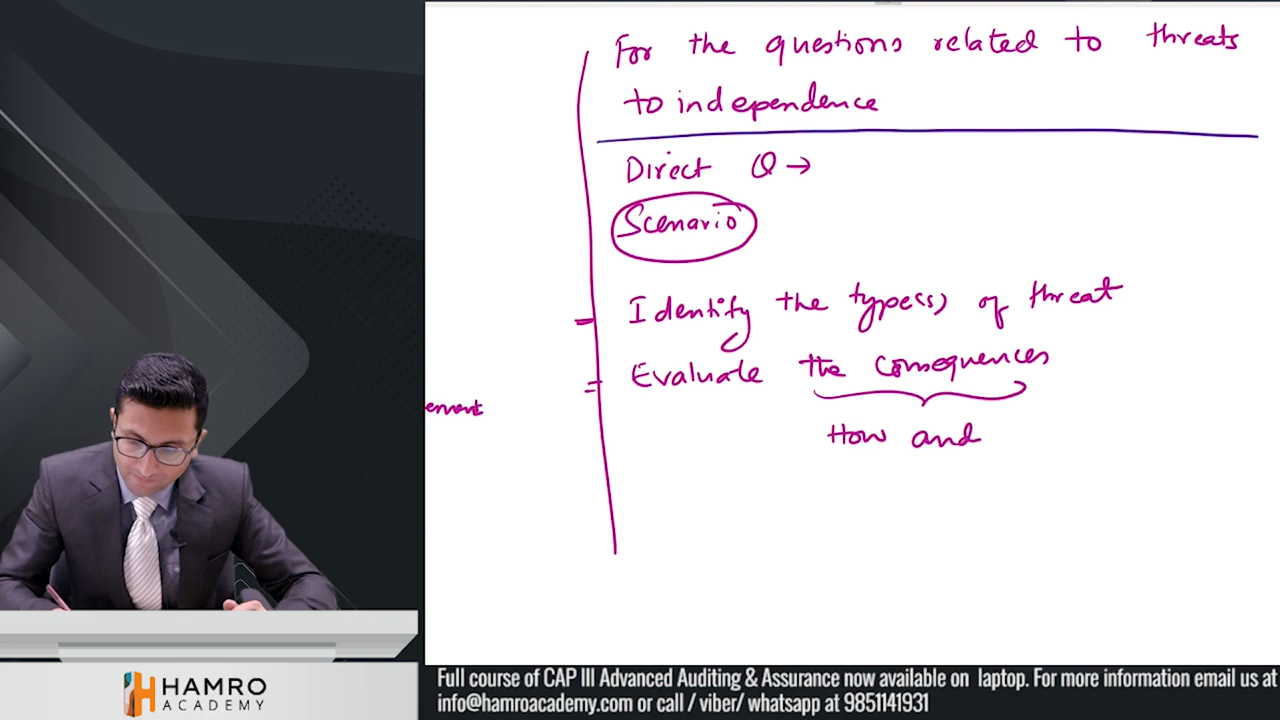 For the questions related to threats
to independence
Direct Q →
Scenario
= Identify the type(s) of threat
= Evaluate the consequences
ement
How and
HAMRO
ACADEMY
Full course of CAP III Advanced Auditing & Assurance now available on laptop. For more information email us at
info@hamroacademy.com or call / viber/ whatsapp at 9851141931